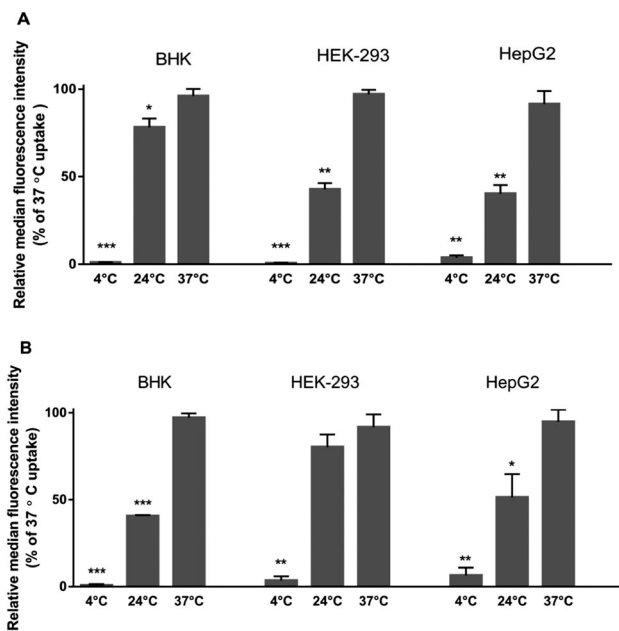 A
BHK
HEK-293
HepG2
Relative median fluorescence intensity
(% of 37 °C uptake )
100
50
0
*
***
**
***
**
**
4°C 24°C 37°C 4°C 24°C 37°C 4°C 24°C 37°C
B
BHK
HEK-293
HepG2
Relative median fluorescence intensity
(% of 37 ° C uptake)
100
50
0
***
***
**
*
**
4°C 24°C 37°C 4°C 24°C 37°C 4°C 24°C 37°C